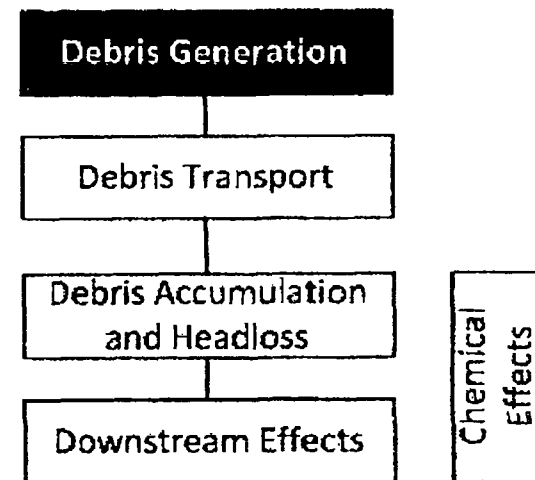 Debris Generation
Debris Transport
Debris Accumulation
and Headloss
Downstream Effects
Chemical
Effects